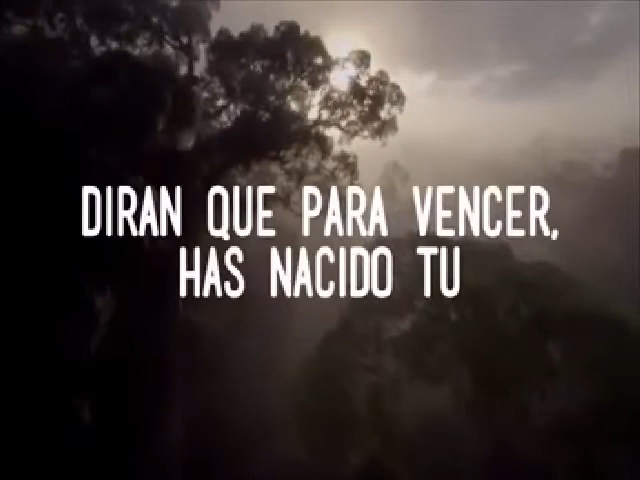 DIRAN QUE PARA VENCER,
HAS NACIDO TU